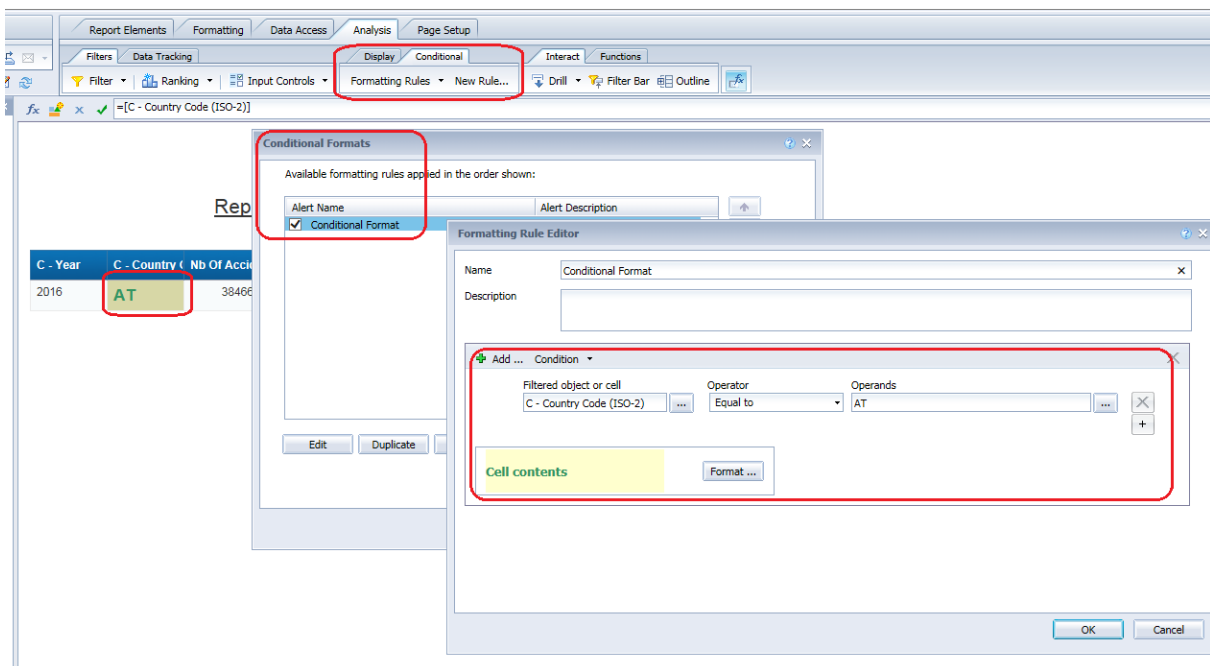 Report Elements Formatting Data Access Analysis Page Setup
Filters Data Tracking Display Conditional Interact Functions
Filter Ranking Input Controls Formatting Rules New Rule... Drill Filter Bar Outline
=[C - Country Code (ISO-2)]
Conditional Formats
Available formatting rules applied in the order shown:
Rep
Alert Name Alert Description
Conditional Format
Formatting Rule Editor
C - Year C - Country Nb Of Accid
2016 AT 38466
Name Conditional Format
Description
Add ... Condition
Filtered object or cell Operator Operands
C - Country Code (ISO-2) ... Equal to AT ...
Edit Duplicate
Cell contents Format ...
OK Cancel